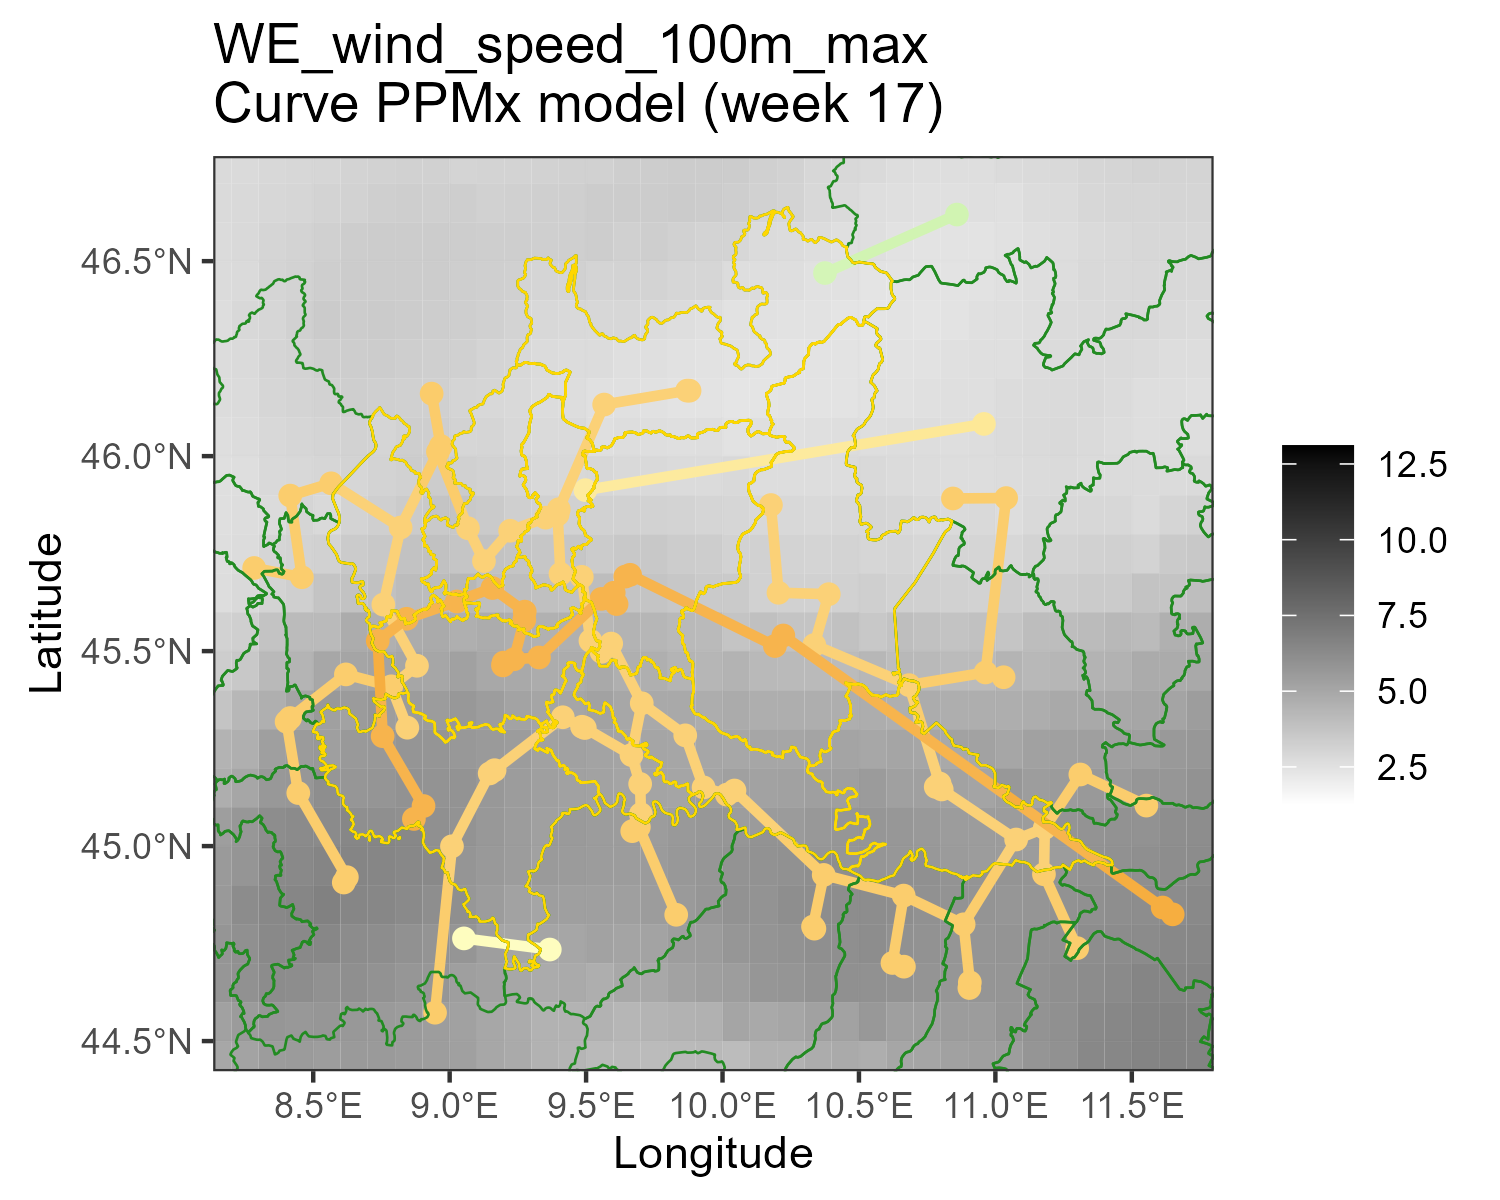 WE_wind_speed_100m_max
Curve PPMx model (week 17)
46.5°N
46.0°N
45.5°N
45.0°N
44.5°N
Latitude
8.5°E
9.0°E
9.5°E
10.0°E
10.5°E
11.0°E
11.5°E
Longitude
12.5
10.0
7.5
5.0
2.5